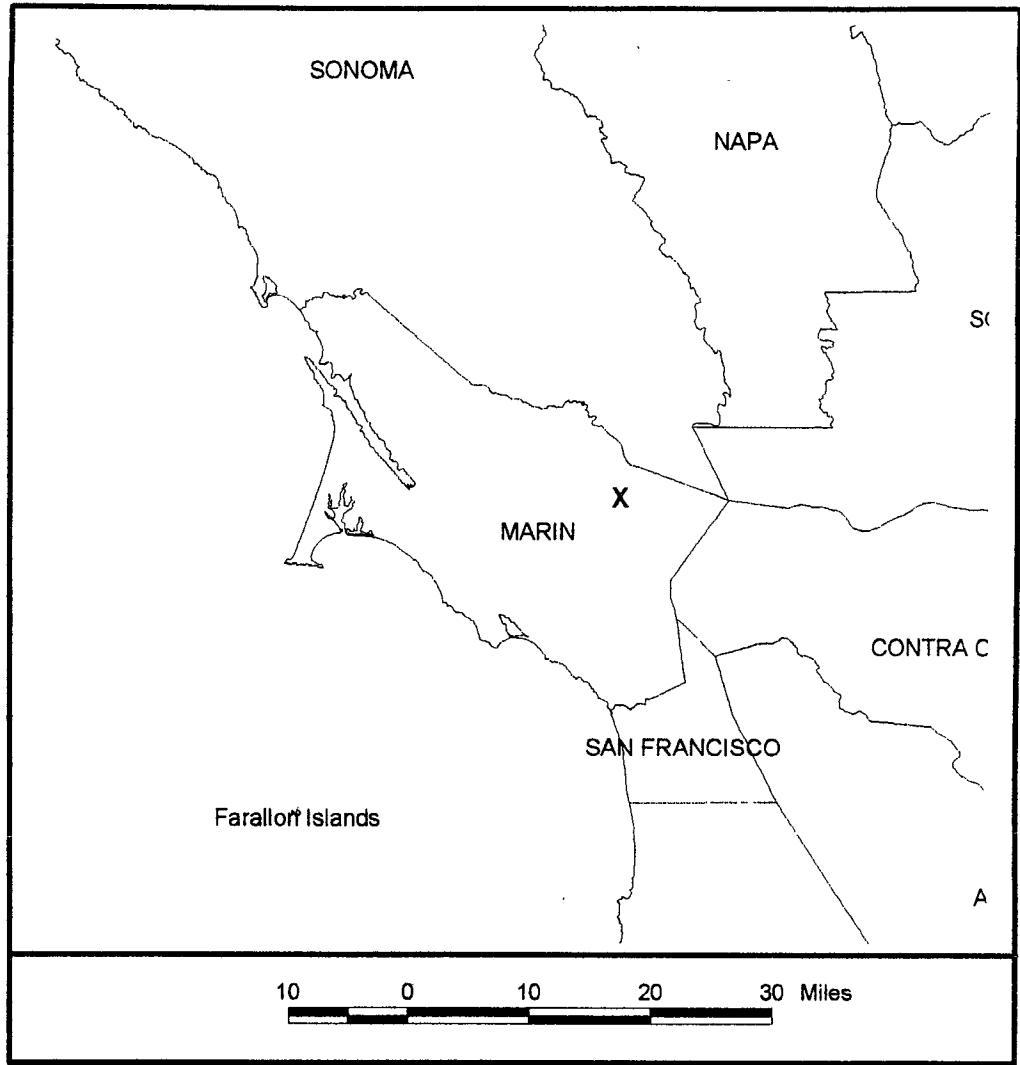 SONOMA
NAPA
S(
X
MARIN
CONTRA C
SAN FRANCISCO
Farallon Islands
A
10 0 10 20 30 Miles